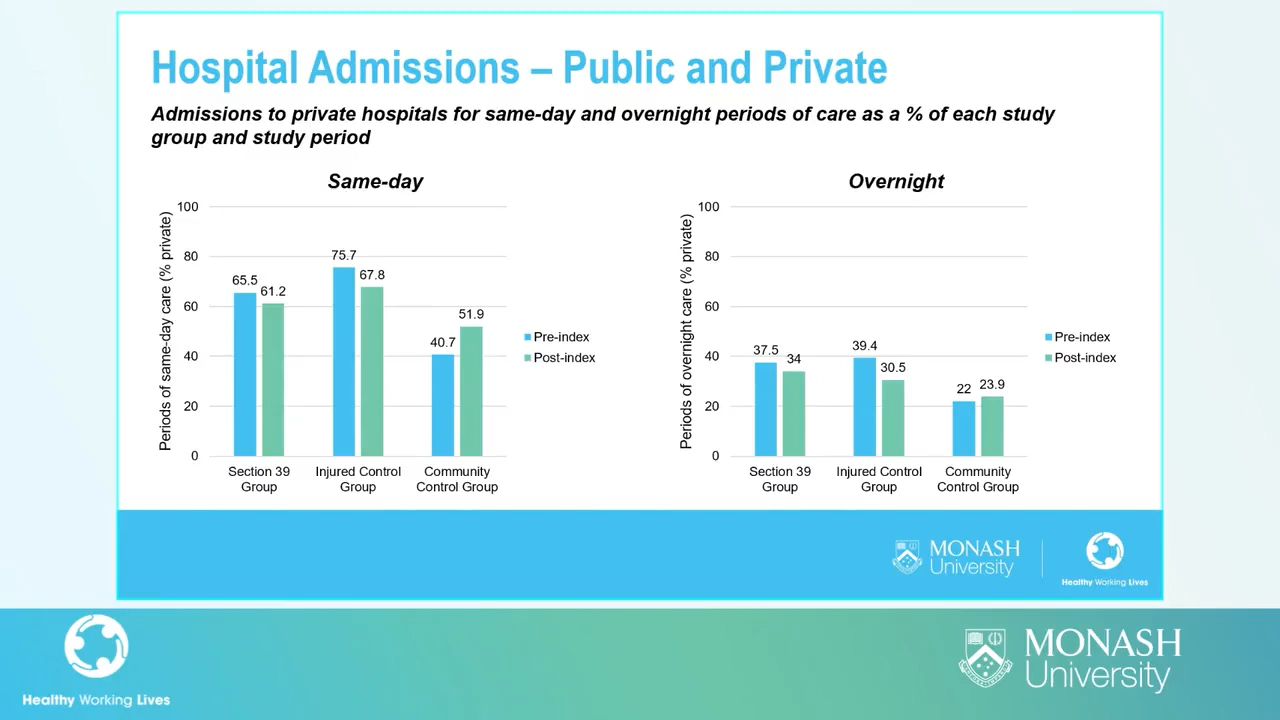 Hospital Admissions – Public and Private
Admissions to private hospitals for same-day and overnight periods of care as a % of each study
group and study period
Same-day
Periods of same-day care (% private)
100
80
60
40
20
0
65.5
61.2
75.7
67.8
40.7
51.9
Section 39
Group
Injured Control
Group
Community
Control Group
Pre-index
Post-index
Overnight
Periods of overnight care (% private)
100
80
60
40
20
0
37.5
34
39.4
30.5
22
23.9
Section 39
Group
Injured Control
Group
Community
Control Group
Pre-index
Post-index
MONASH
University
Healthy Working Lives
Healthy Working Lives
MONASH
University